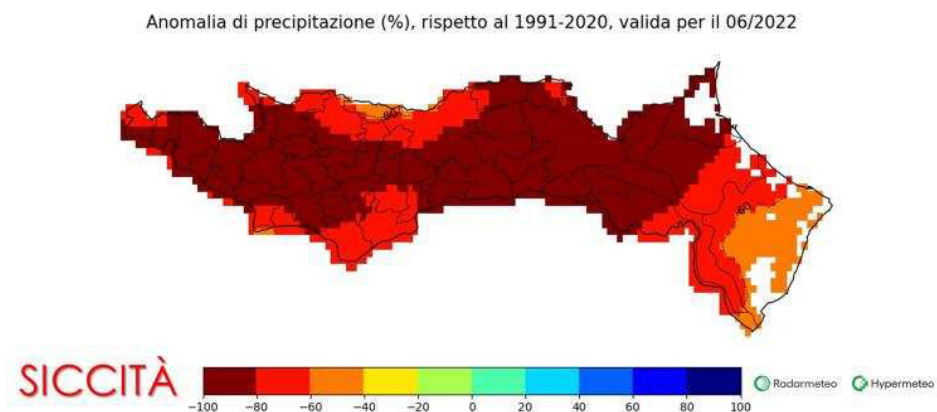 Anomalia di precipitazione (%), rispetto al 1991-2020, valida per il 06/2022
SICCITÀ
−100 −80 −60 −40 −20 0 20 40 60 80 100
Radarmeteo
Hypermeteo